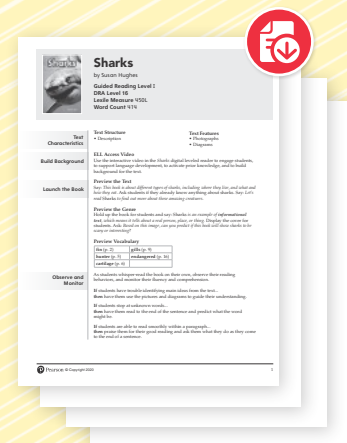 Sharks
Sharks
by Susan Hughes
Guided Reading Level I
DRA Level 16
Lexile Measure 450L
Word Count 414
Text
Characteristics
Text Structure
• Description
Text Features
• Photographs
• Diagrams
Build Background
ELL Access Video
Use the interactive video in the Sharks digital leveled reader to engage students,
to support language development, to activate prior knowledge, and to build
background for the text.
Launch the Book
Preview the Text
Say: This book is about different types of sharks, including where they live, and what and
how they eat. Ask students if they already know anything about sharks. Say: Let's
read Sharks to find out more about these amazing creatures.
Preview the Genre
Hold up the book for students and say: Sharks is an example of informational
text, which means it tells about a real person, place, or thing. Display the cover for
students. Ask: Based on this image, can you predict if this book will show sharks to be
scary or interesting?
Preview Vocabulary
fin (p. 2) gills (p. 9)
hunter (p. 5) endangered (p. 16)
cartilage (p. 6)
Observe and
Monitor
As students whisper-read the book on their own, observe their reading
behaviors, and monitor their fluency and comprehension.
If students have trouble identifying main ideas from the text...
then have them use the pictures and diagrams to guide their understanding.
If students stop at unknown words...
then have them read to the end of the sentence and predict what the word
might be.
If students are able to read smoothly within a paragraph...
then praise them for their good reading and ask them what they do as they come
to the end of a sentence.
Pearson © Copyright 2020
1